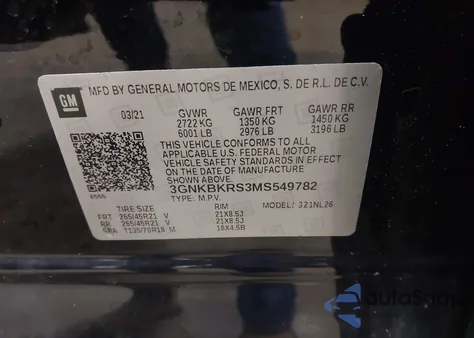 GM
MFD BY GENERAL MOTORS DE MEXICO, S. DE R.L. DE C.V.
03/21 GVWR GAWR FRT GAWR RR
2722 KG 1350 KG 1450 KG
6001 LB 2976 LB 3196 LB
THIS VEHICLE CONFORMS TO ALL
APPLICABLE U.S. FEDERAL MOTOR
VEHICLE SAFETY STANDARDS IN EFFECT
ON THE DATE OF MANUFACTURE
SHOWN ABOVE.
3GNKBKRS3MS549782
TYPE: M.P.V. MODEL: 321NL26
TIRE SIZE RIM
FRT 265/45R21 V 21X8.5J
RR 265/45R21 V 21X8.5J
SPA T135/70R18 M 18X4.5B
autoSnap